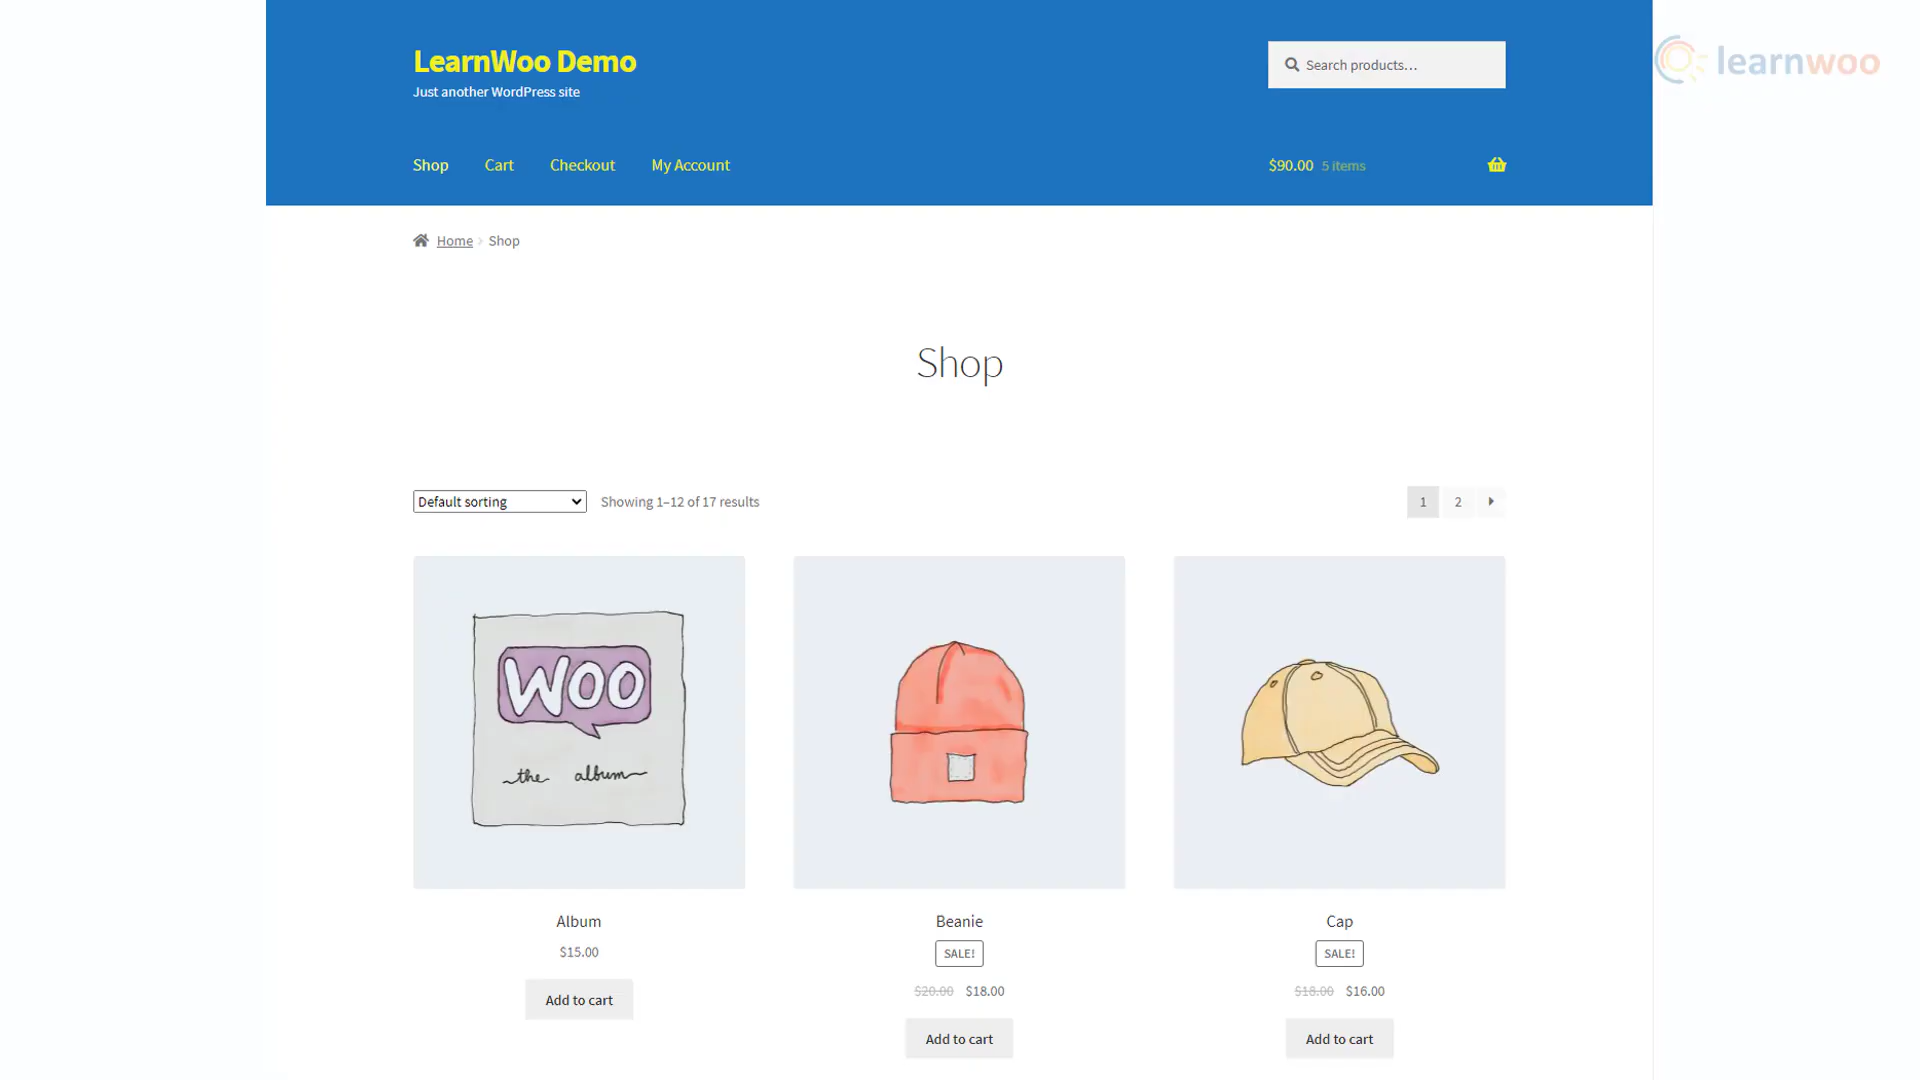 LearnWoo Demo
Just another WordPress site
Search products…
learnwoo
Shop
Cart
Checkout
My Account
$90.00 5 items
Home
Shop
Shop
Default sorting
Showing 1–12 of 17 results
1
2
WOO
the album
Album
$15.00
Add to cart
Beanie
SALE!
$20.00 $18.00
Add to cart
Cap
SALE!
$18.00 $16.00
Add to cart